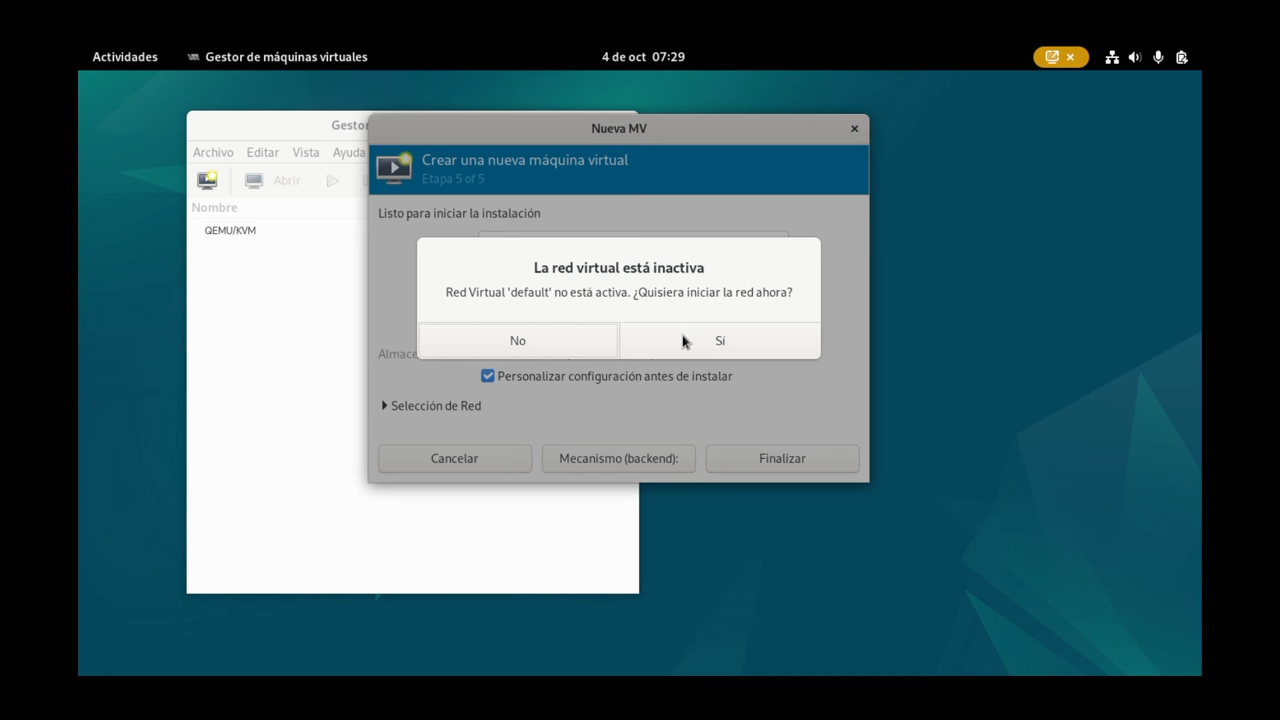 Actividades
Gestor de máquinas virtuales
4 de oct 07:29
Gestor
Nueva MV
Archivo Editar Vista Ayuda
Crear una nueva máquina virtual
Etapa 5 of 5
Abrir
Nombre
Listo para iniciar la instalación
QEMU/KVM
La red virtual está inactiva
Red Virtual 'default' no está activa. ¿Quisiera iniciar la red ahora?
No
Sí
Almace
Personalizar configuración antes de instalar
Selección de Red
Cancelar
Mecanismo (backend):
Finalizar